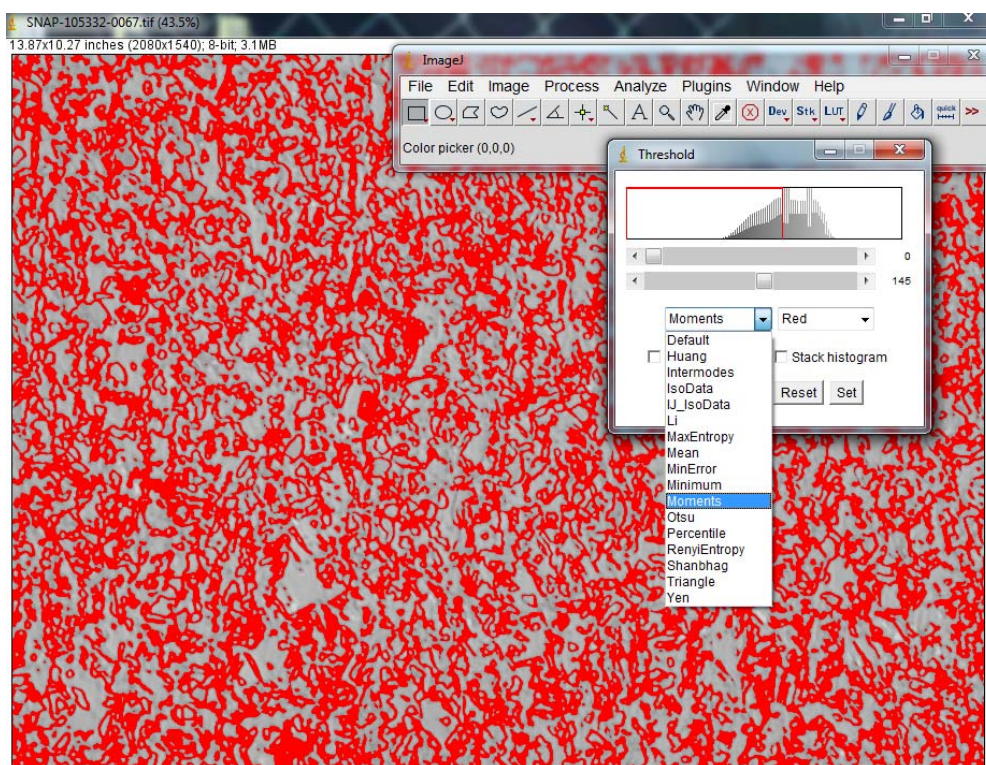 SNAP-105332-0067.tif (43.5%)
13.87x10.27 inches (2080x1540); 8-bit; 3.1MB
ImageJ
File Edit Image Process Analyze Plugins Window Help
A Dev Stk LUT quick >>
Color picker (0,0,0)
Threshold
0
145
Moments Red
Default
Huang
Intermodes
IsoData
IJ_IsoData
Li
MaxEntropy
Mean
MinError
Minimum
Moments
Otsu
Percentile
RenyiEntropy
Shanbhag
Triangle
Yen
Stack histogram
Reset Set